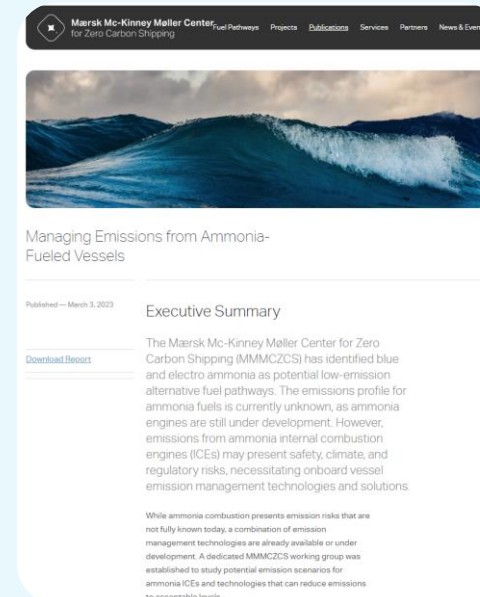 Mærsk Mc-Kinney Møller Center
for Zero Carbon Shipping
Fuel Pathways Projects Publications Services Partners News & Even
Managing Emissions from Ammonia-
Fueled Vessels
Published — March 3, 2023
Download Report
Executive Summary
The Mærsk Mc-Kinney Møller Center for Zero
Carbon Shipping (MMMCZCS) has identified blue
and electro ammonia as potential low-emission
alternative fuel pathways. The emissions profile for
ammonia fuels is currently unknown, as ammonia
engines are still under development. However,
emissions from ammonia internal combustion
engines (ICEs) may present safety, climate, and
regulatory risks, necessitating onboard vessel
emission management technologies and solutions.
While ammonia combustion presents emission risks that are
not fully known today, a combination of emission
management technologies are already available or under
development. A dedicated MMMCZCS working group was
established to study potential emission scenarios for
ammonia ICEs and technologies that can reduce emissions
to acceptable levels.